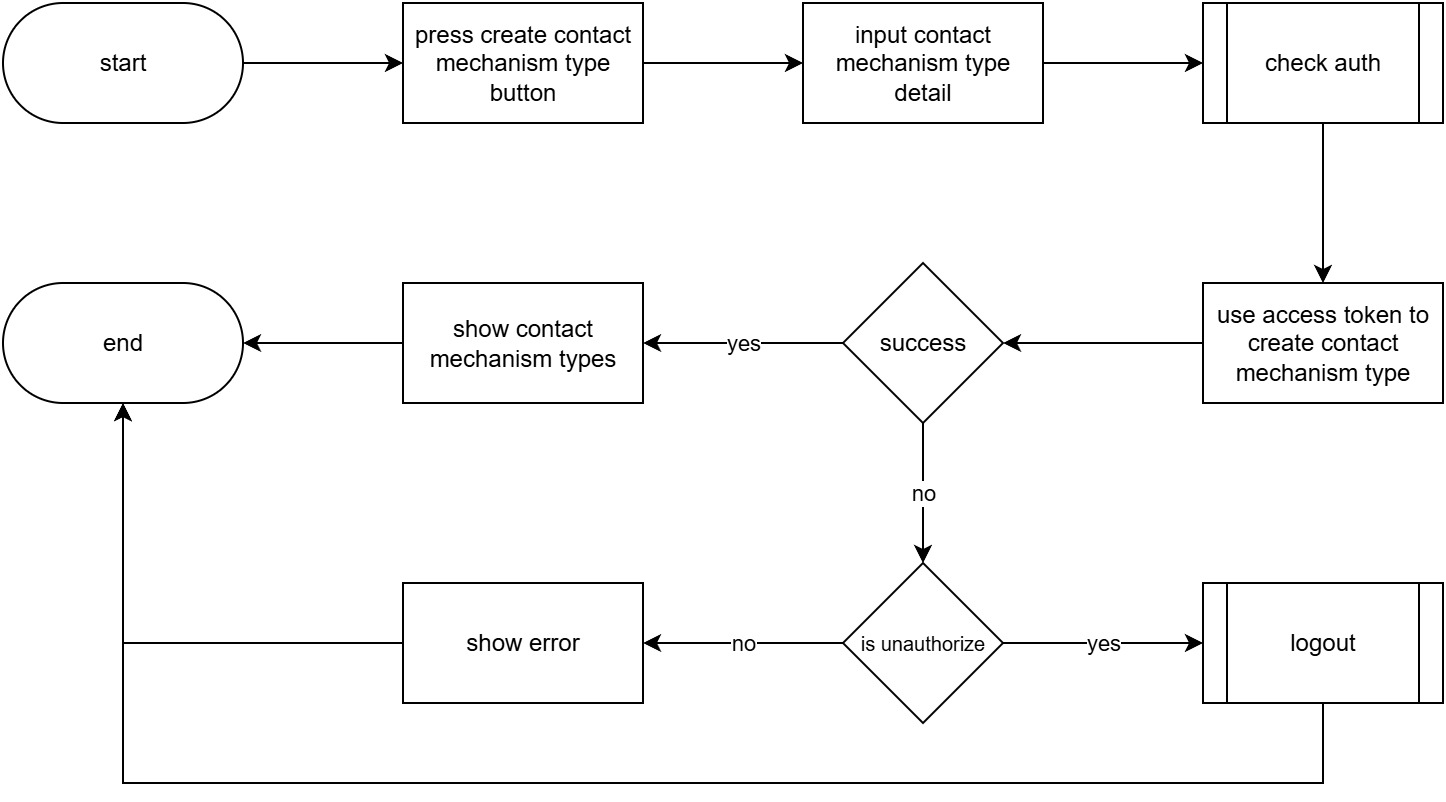 start
press create contact
mechanism type
button
input contact
mechanism type
detail
check auth
end
show contact
mechanism types
yes
success
use access token to
create contact
mechanism type
no
show error
no
is unauthorize
yes
logout